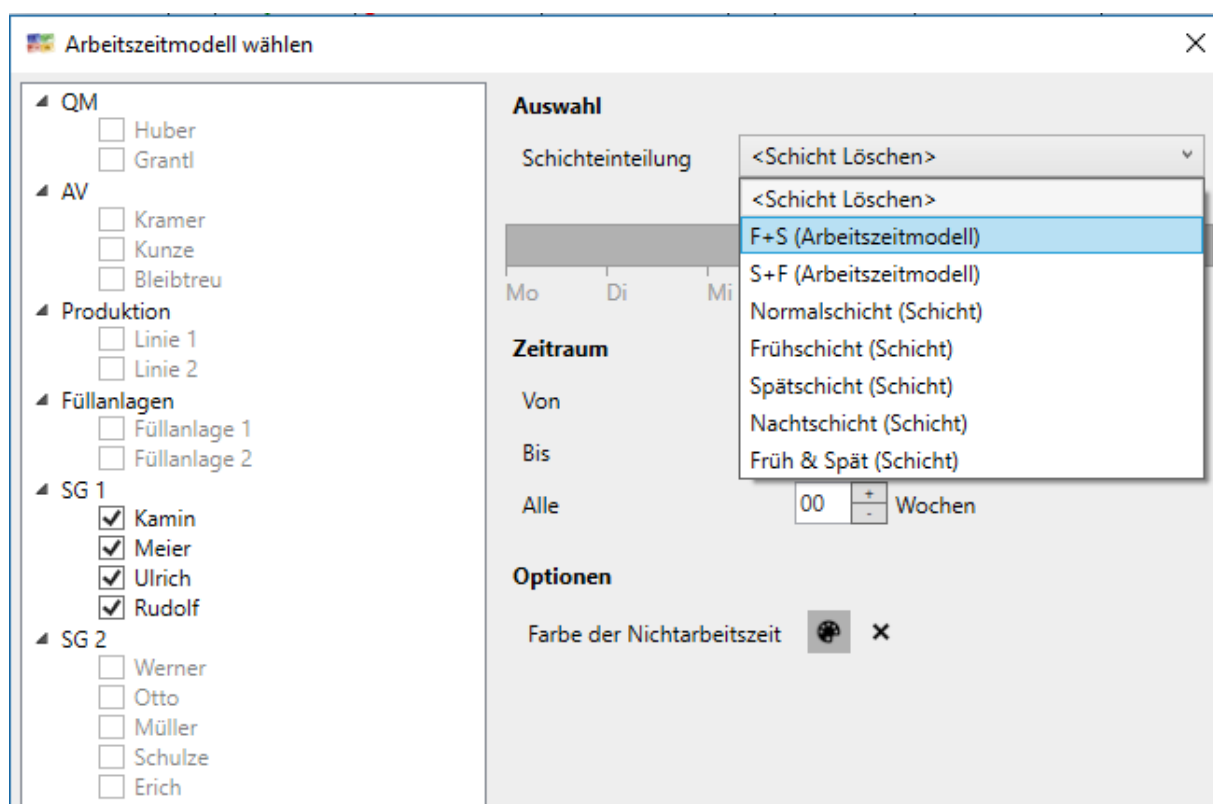 Arbeitszeitmodell wählen
QM
Huber
Grantl
AV
Kramer
Kunze
Bleibtreu
Produktion
Linie 1
Linie 2
Füllanlagen
Füllanlage 1
Füllanlage 2
SG 1
Kamin
Meier
Ulrich
Rudolf
SG 2
Werner
Otto
Müller
Schulze
Erich
Auswahl
Schichteinteilung
<Schicht Löschen>
<Schicht Löschen>
F+S (Arbeitszeitmodell)
S+F (Arbeitszeitmodell)
Normalschicht (Schicht)
Frühschicht (Schicht)
Spätschicht (Schicht)
Nachtschicht (Schicht)
Früh & Spät (Schicht)
Mo Di Mi
Zeitraum
Von
Bis
Alle 00 + - Wochen
Optionen
Farbe der Nichtarbeitszeit